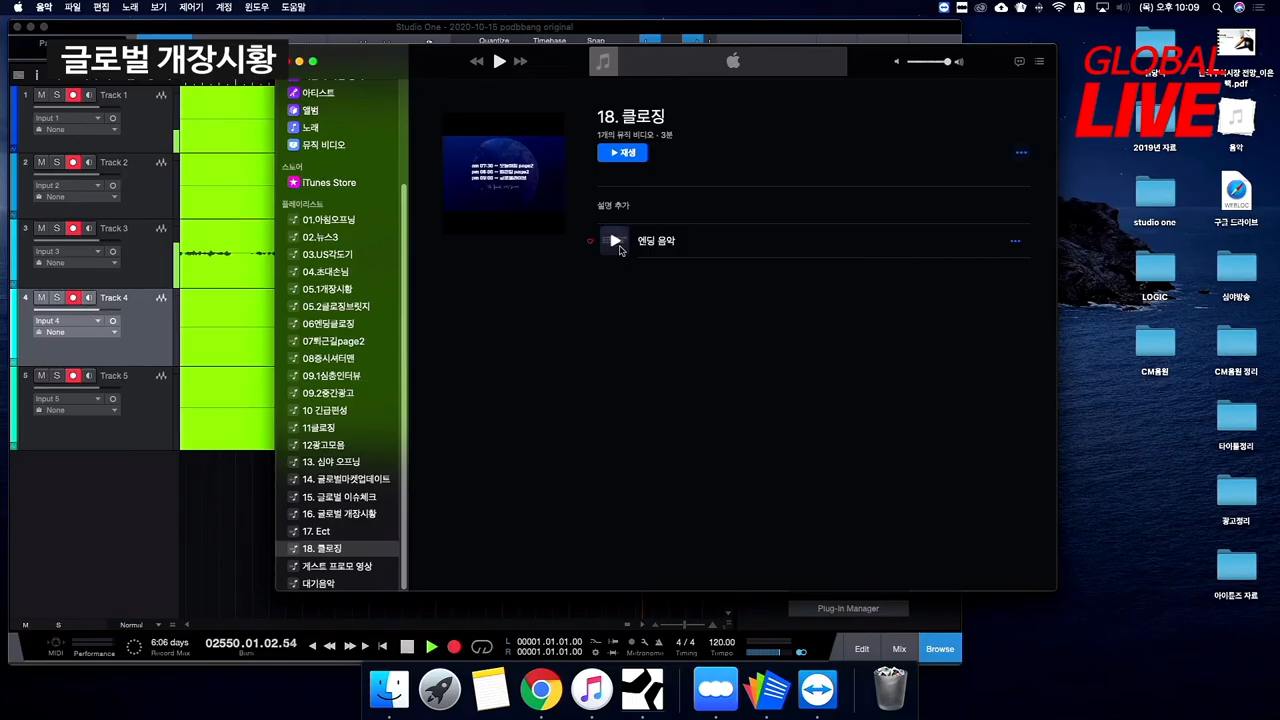 음악 파일 편집 노래 보기 제어기 계정 윈도우 도움말
(목) 오후 10:09
Studio One - 2020-10-15 podbbang original
글로벌 개장시황
Quantize Timebase Snap
GLOBAL
LIVE
1 M S Track 1
Input 1
None
2 M S Track 2
Input 2
None
3 M S Track 3
Input 3
None
4 M S Track 4
Input 4
None
5 M S Track 5
Input 5
None
아티스트
앨범
노래
뮤직 비디오
스토어
iTunes Store
플레이리스트
01.아침오프닝
02.뉴스3
03.US각도기
04.초대손님
05.1개장시황
05.2클로징브릿지
06엔딩클로징
07퇴근길page2
08증시셔터맨
09.1심층인터뷰
09.2중간광고
10 긴급편성
11클로징
12광고모음
13. 심야 오프닝
14. 글로벌마켓업데이트
15. 글로벌 이슈체크
16. 글로벌 개장시황
17. Ect
18. 클로징
게스트 프로모 영상
대기음악
18. 클로징
1개의 뮤직 비디오 · 3분
재생
설명 추가
엔딩 음악
2019년 자료
음악
studio one
WEBLOC
구글 드라이브
LOGIC
심야방송
CM음원
CM음원 정리
타이틀정리
광고정리
아이튠즈 자료
Plug-In Manager
M S Normal
MIDI
Performance
6:06 days
Record Max
02550.01.02.54
Bars
L 00001.01.01.00
R 00001.01.01.00
Metronome
4 / 4
Timing
120.00
Tempo
Edit Mix Browse